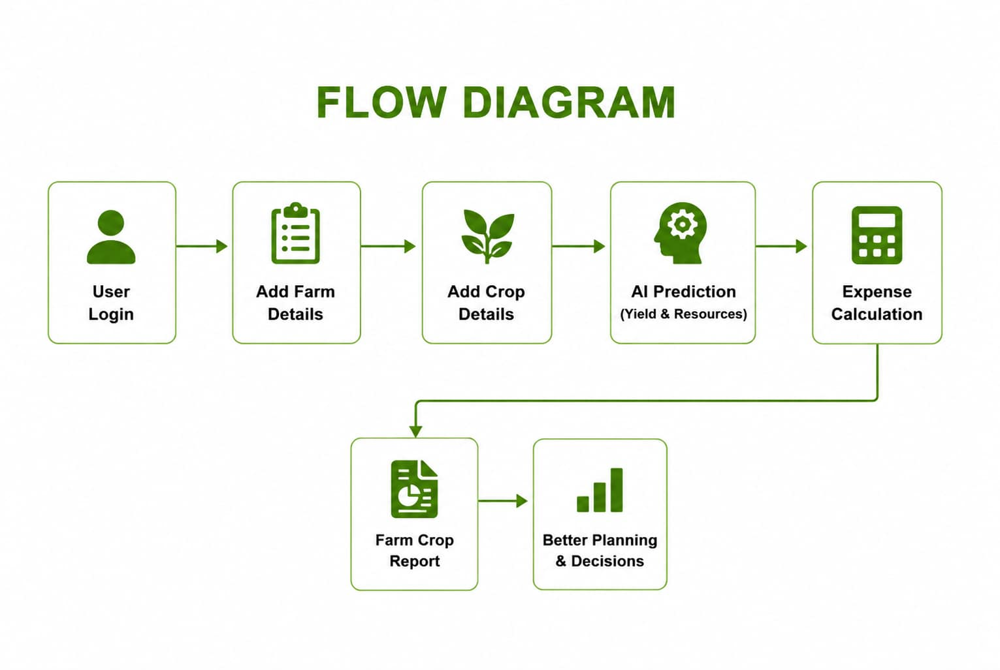 FLOW DIAGRAM
User
Login
Add Farm
Details
Add Crop
Details
AI Prediction
(Yield & Resources)
Expense
Calculation
Farm Crop
Report
Better Planning
& Decisions